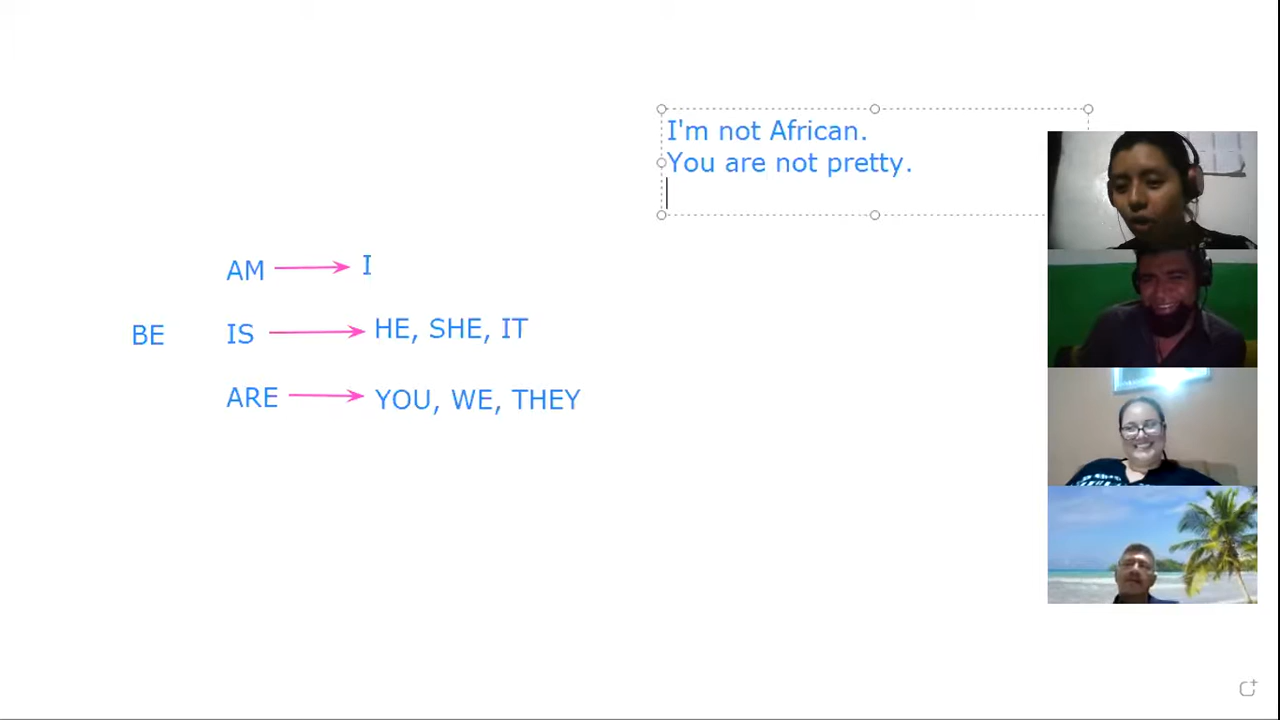 I'm not African.
You are not pretty.
AM I
BE IS HE, SHE, IT
ARE YOU, WE, THEY